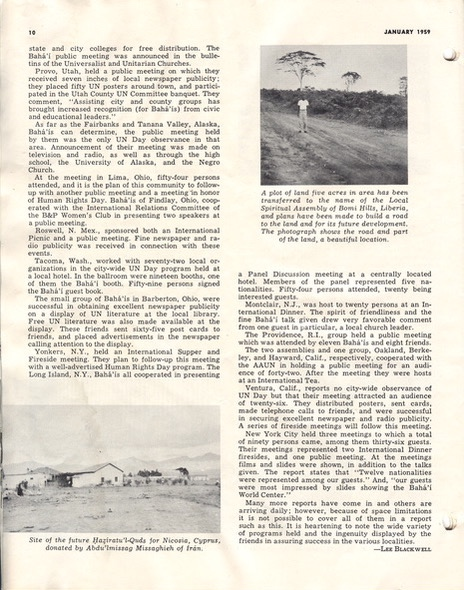 10
JANUARY 1959
state and city colleges for free distribution. The
Bahá'í public meeting was announced in the bulle-
tins of the Universalist and Unitarian Churches.
Provo, Utah, held a public meeting on which they
received seven inches of local newspaper publicity;
they placed fifty UN posters around town, and partici-
pated in the Utah County UN Committee banquet. They
comment, "Assisting city and county groups has
brought increased recognition (for Bahá'ís) from civic
and educational leaders."
As far as the Fairbanks and Tanana Valley, Alaska,
Bahá'ís can determine, the public meeting held
by them was the only UN Day observance in that
area. Announcement of their meeting was made on
television and radio, as well as through the high
school, the University of Alaska, and the Negro
Church.
At the meeting in Lima, Ohio, fifty-four persons
attended, and it is the plan of this community to follow-
up with another public meeting and a meeting in honor
of Human Rights Day. Bahá'ís of Findlay, Ohio, coop-
erated with the International Relations Committee of
the B&P Women's Club in presenting two speakers at
a public meeting.
Roswell, N. Mex., sponsored both an International
Picnic and a public meeting. Fine newspaper and ra-
dio publicity was received in connection with these
events.
Tacoma, Wash., worked with seventy-two local or-
ganizations in the city-wide UN Day program held at
a local hotel. In the ballroom were nineteen booths, one
of them the Bahá'í booth. Fifty-nine persons signed
the Bahá'í guest book.
The small group of Bahá'ís in Barberton, Ohio, were
successful in obtaining excellent newspaper publicity
on a display of UN literature at the local library.
Free UN literature was also made available at the
display. These friends sent sixty-five post cards to
friends, and placed advertisements in the newspaper
calling attention to the display.
Yonkers, N.Y., held an International Supper and
Fireside meeting. They plan to follow-up this meeting
with a well-advertised Human Rights Day program. The
Long Island, N.Y., Bahá'ís all cooperated in presenting
Site of the future Ḥaẓíratu'l-Quds for Nicosia, Cyprus,
donated by Abdu'lmissag Missaghieh of Írán.
A plot of land five acres in area has been
transferred to the name of the Local
Spiritual Assembly of Bomi Hills, Liberia,
and plans have been made to build a road
to the land and for its future development.
The photograph shows the road and part
of the land, a beautiful location.
a Panel Discussion meeting at a centrally located
hotel. Members of the panel represented five na-
tionalities. Fifty-four persons attended, twenty being
interested guests.
Montclair, N.J., was host to twenty persons at an In-
ternational Dinner. The spirit of friendliness and the
fine Bahá'í talk given drew very favorable comment
from one guest in particular, a local church leader.
The Providence, R.I., group held a public meeting
which was attended by eleven Bahá'ís and eight friends.
The two assemblies and one group, Oakland, Berke-
ley, and Hayward, Calif., respectively, cooperated with
the AAUN in holding a public meeting for an audi-
ence of forty-two. After the meeting they were hosts
at an International Tea.
Ventura, Calif., reports no city-wide observance of
UN Day but that their meeting attracted an audience
of twenty-six. They distributed posters, sent cards,
made telephone calls to friends, and were successful
in securing excellent newspaper and radio publicity.
A series of fireside meetings will follow this meeting.
New York City held three meetings to which a total
of ninety persons came, among them thirty-six guests.
Their meetings represented two International Dinner
firesides, and one public meeting. At the meetings
films and slides were shown, in addition to the talks
given. The report states that "Twelve nationalities
were represented among our guests." And, "our guests
were most impressed by slides showing the Bahá'í
World Center."
Many more reports have come in and others are
arriving daily; however, because of space limitations
it is not possible to cover all of them in a report
such as this. It is heartening to note the wide variety
of programs held and the ingenuity displayed by the
friends in assuring success in the various localities.
—LEE BLACKWELL